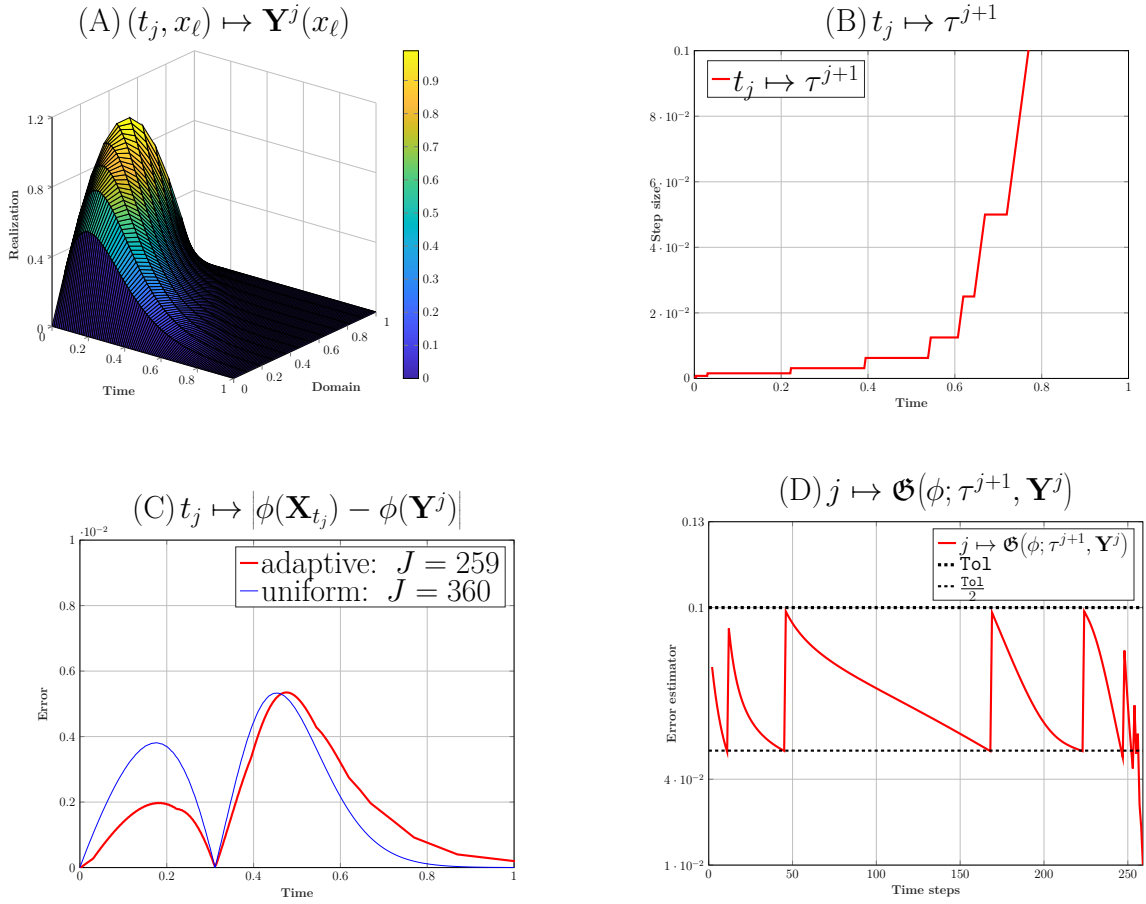 (A) (t_j, x_ℓ) ↦ Y^j(x_ℓ)
1.2
0.8
0.4
0
Realization
0
0.2
0.4
0.6
0.8
1
Time
0
0.2
0.4
0.6
0.8
1
Domain
0.9
0.8
0.7
0.6
0.5
0.4
0.3
0.2
0.1
0
(B) t_j ↦ τ^{j+1}
t_j ↦ τ^{j+1}
0.1
8 · 10^{-2}
6 · 10^{-2}
4 · 10^{-2}
2 · 10^{-2}
0
Step size
0 0.2 0.4 0.6 0.8 1
Time
(C) t_j ↦ |φ(X_{t_j}) − φ(Y^j)|
1 ·10^{-2}
adaptive: J = 259
uniform: J = 360
0.8
0.6
0.4
0.2
0
Error
0 0.2 0.4 0.6 0.8 1
Time
(D) j ↦ 𝕲(φ; τ^{j+1}, Y^j)
j ↦ 𝕲(φ; τ^{j+1}, Y^j)
Tol
Tol/2
0.13
0.1
4 · 10^{-2}
1 · 10^{-2}
Error estimator
0 50 100 150 200 250
Time steps